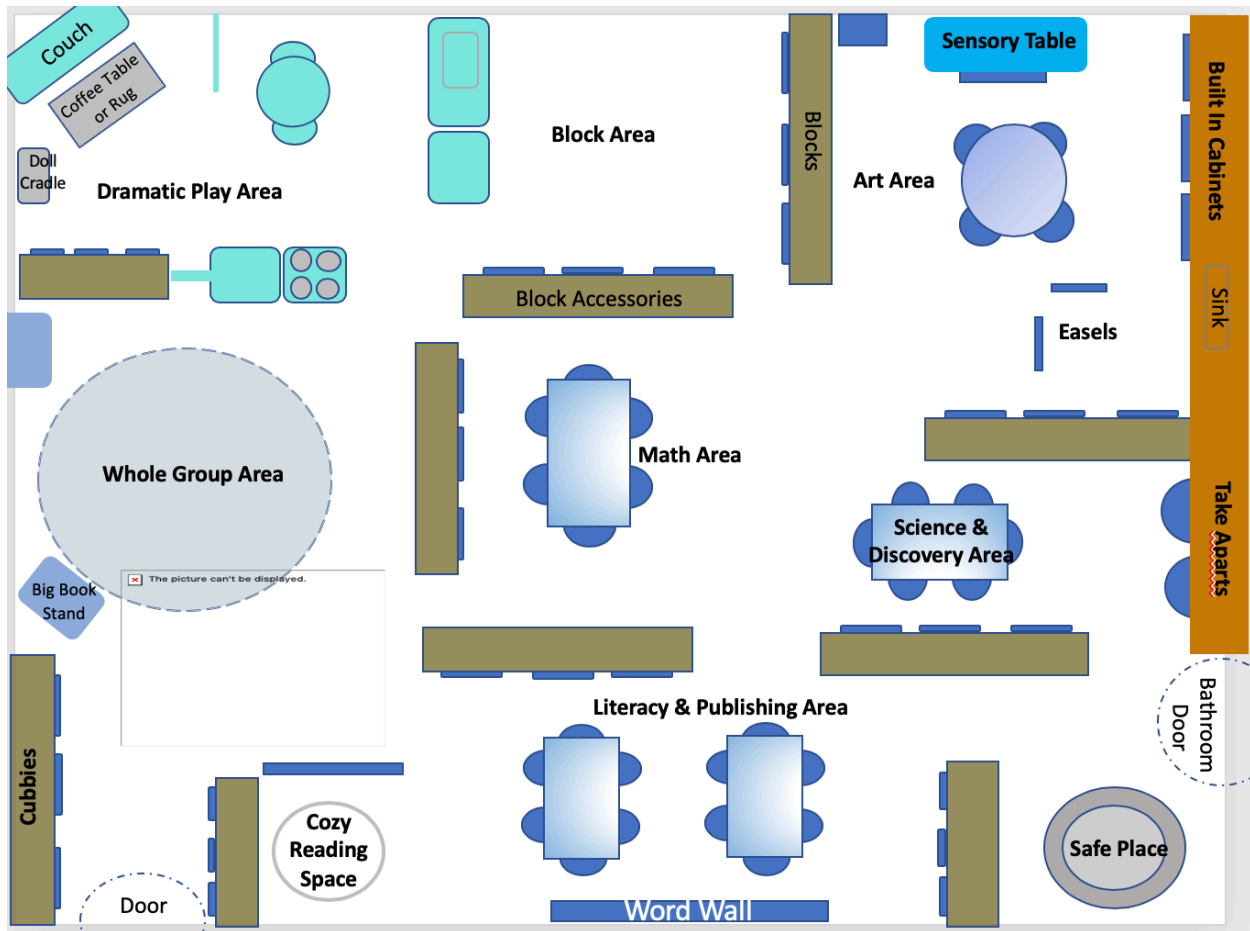 Couch
Coffee Table
or Rug
Doll
Cradle
Dramatic Play Area
Block Area
Blocks
Sensory Table
Art Area
Built In Cabinets
Block Accessories
Sink
Easels
Whole Group Area
Math Area
Science &
Discovery Area
Take Aparts
The picture can't be displayed.
Big Book
Stand
Literacy & Publishing Area
Bathroom
Door
Cubbies
Cozy
Reading
Space
Safe Place
Door
Word Wall